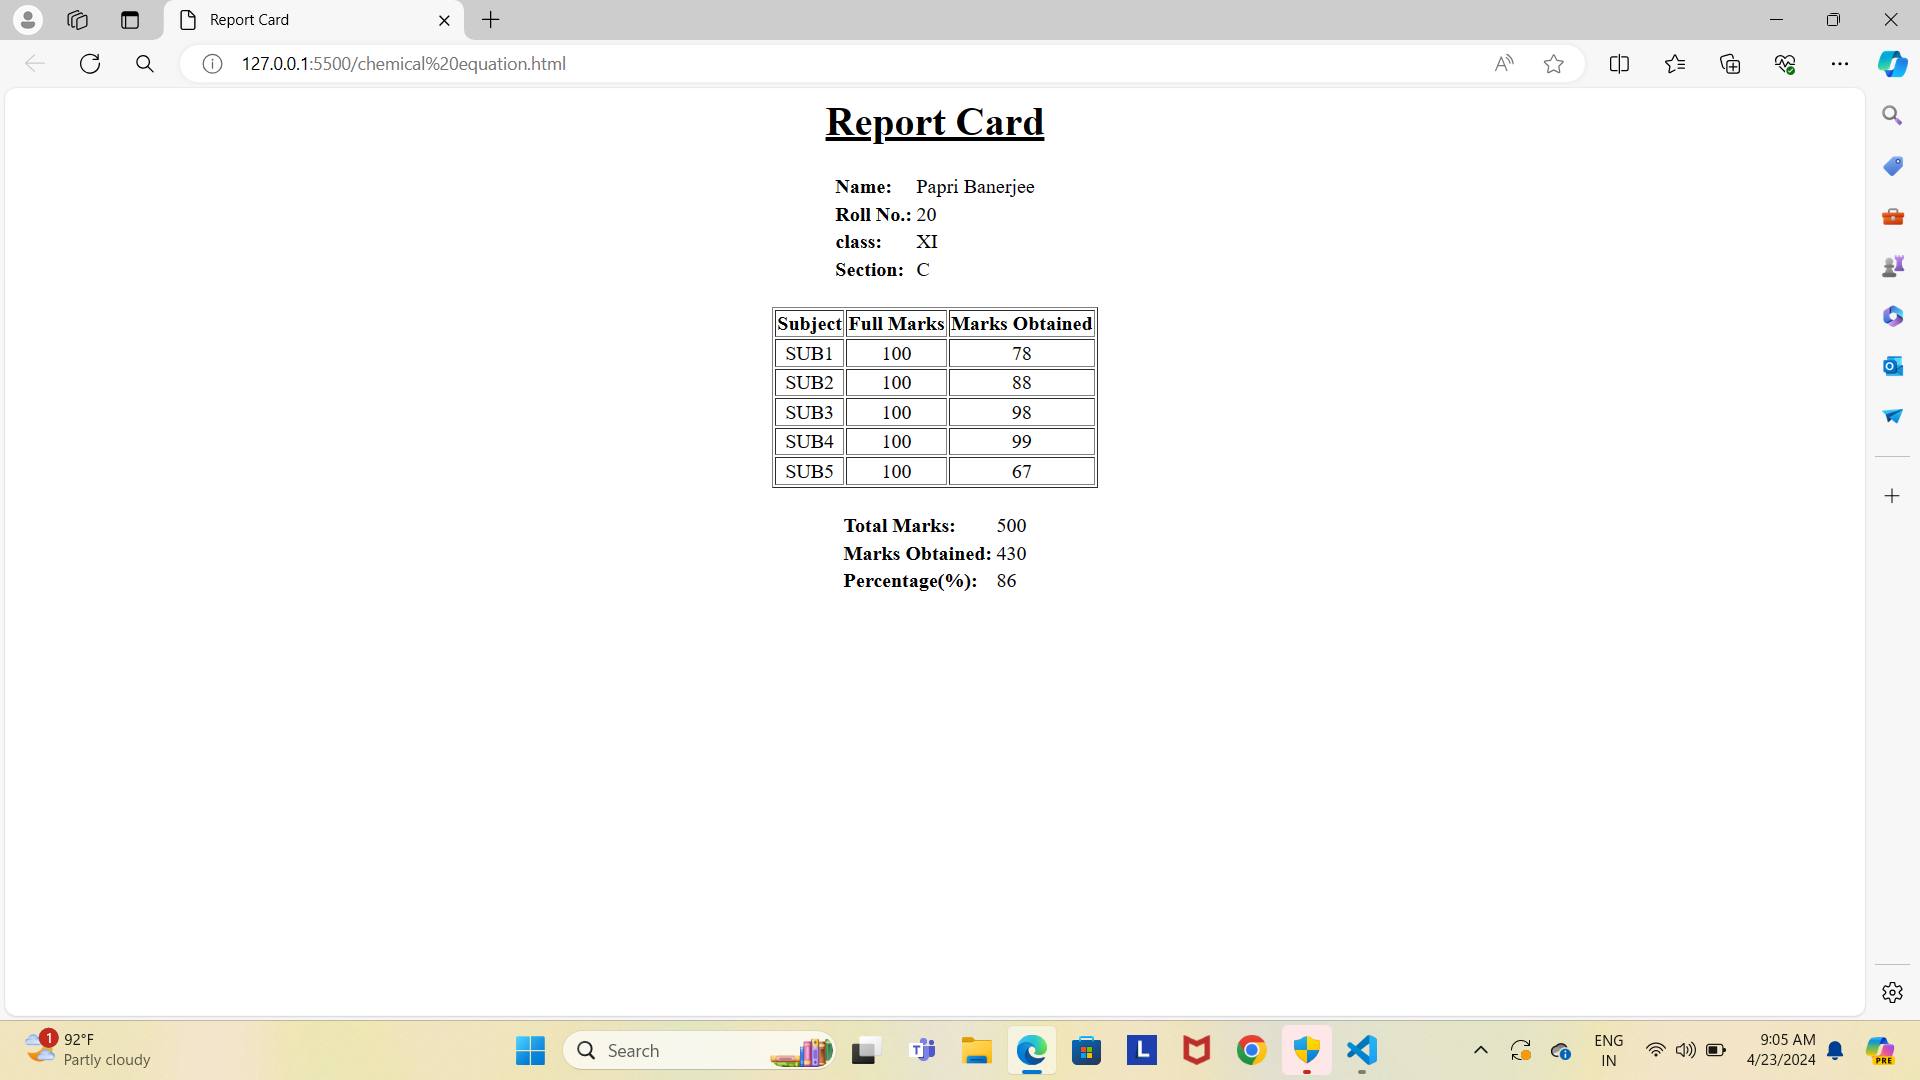 Report Card
127.0.0.1:5500/chemical%20equation.html
Report Card
Name: Papri Banerjee
Roll No.: 20
class: XI
Section: C
Subject Full Marks Marks Obtained
SUB1 100 78
SUB2 100 88
SUB3 100 98
SUB4 100 99
SUB5 100 67
Total Marks: 500
Marks Obtained: 430
Percentage(%): 86
1
92°F
Partly cloudy
Search
L
ENG
IN
9:05 AM
4/23/2024
PRE